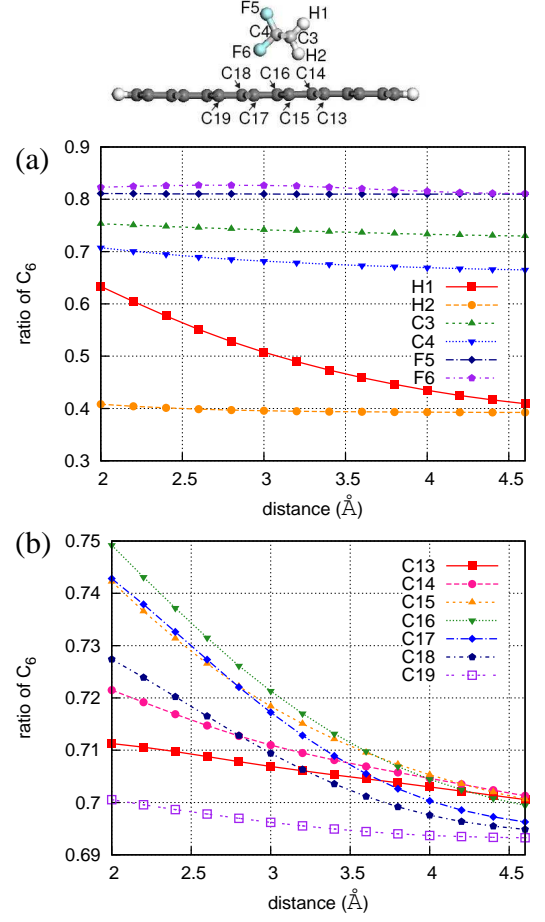 F5
H1
C4
C3
F6
H2
C18 C16 C14
C19 C17 C15 C13
(a)
0.9
0.8
0.7
0.6
0.5
0.4
0.3
ratio of C6
H1
H2
C3
C4
F5
F6
2 2.5 3 3.5 4 4.5
distance (Å)
(b)
0.75
0.74
0.73
0.72
0.71
0.7
0.69
ratio of C6
C13
C14
C15
C16
C17
C18
C19
2 2.5 3 3.5 4 4.5
distance (Å)